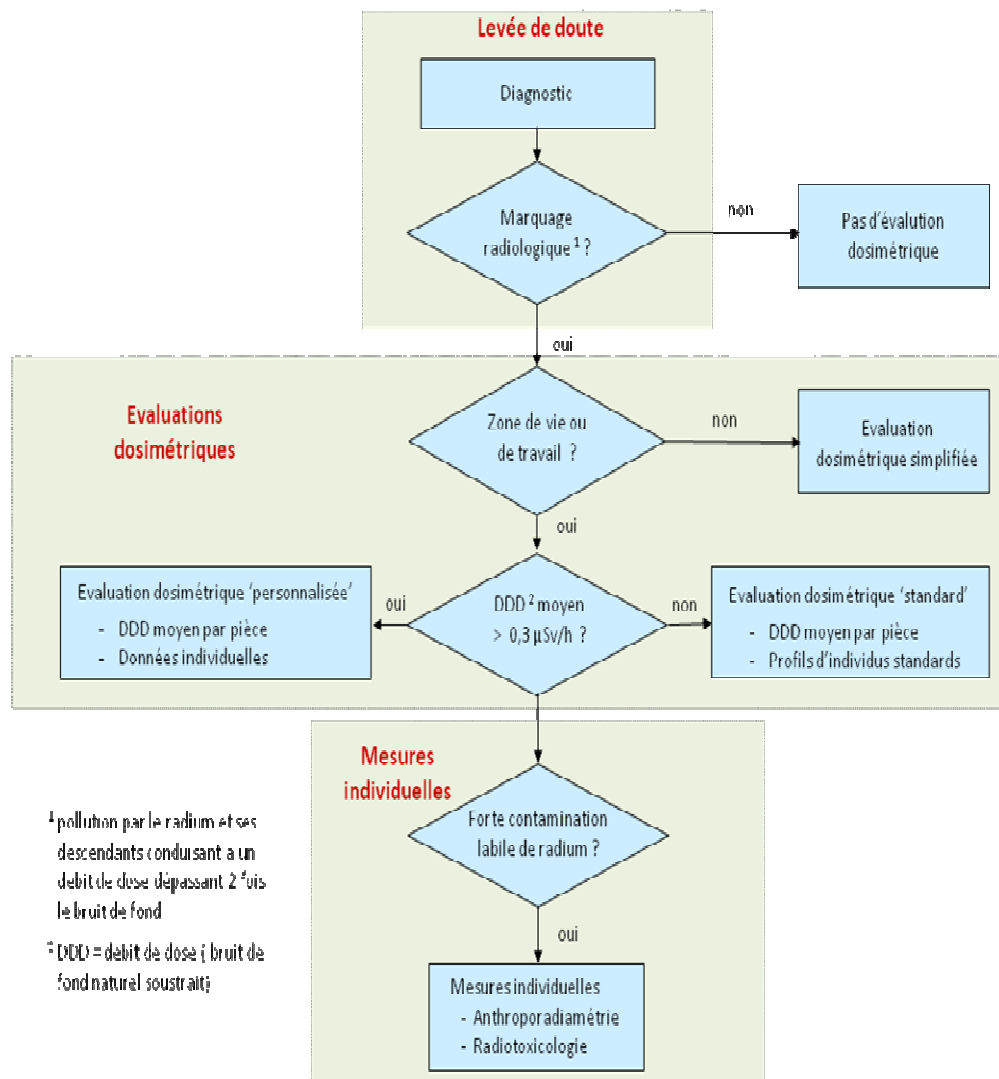 Levée de doute
Diagnostic
Marquage
radiologique ¹ ?
non
Pas d'évalution
dosimétrique
oui
Evaluations
dosimétriques
Zone de vie ou
de travail ?
non
Evaluation
dosimétrique simplifiée
oui
Evaluation dosimétrique 'personnalisée'
- DDD moyen par pièce
- Données individuelles
oui
DDD ² moyen
> 0,3 µSv/h ?
non
Evaluation dosimétrique 'standard'
- DDD moyen par pièce
- Profils d'individus standards
Mesures
individuelles
Forte contamination
labile de radium ?
oui
Mesures individuelles
- Anthroporadiamétrie
- Radiotoxicologie
¹ pollution par le radium et ses
descendants conduisant a un
debit de dose dépassant 2 fois
le bruit de fond
² DDD = debit de dose ( bruit de
fond naturel soustrait)